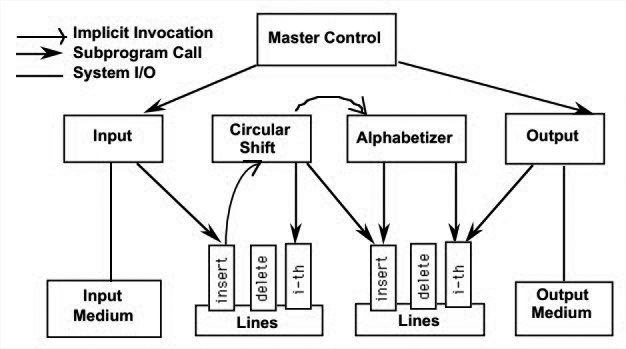 Implicit Invocation
Subprogram Call
System I/O
Master Control
Input
Circular
Shift
Alphabetizer
Output
insert
delete
i-th
insert
delete
i-th
Input
Medium
Lines
Lines
Output
Medium